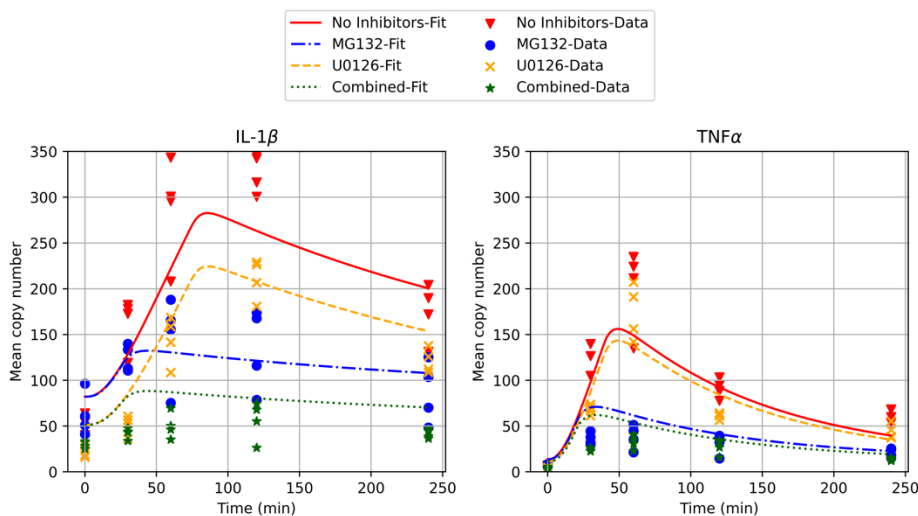 No Inhibitors-Fit
MG132-Fit
U0126-Fit
Combined-Fit
No Inhibitors-Data
MG132-Data
U0126-Data
Combined-Data
IL-1β
350
300
250
200
150
100
50
0
Mean copy number
0 50 100 150 200 250
Time (min)
TNFα
350
300
250
200
150
100
50
0
Mean copy number
0 50 100 150 200 250
Time (min)